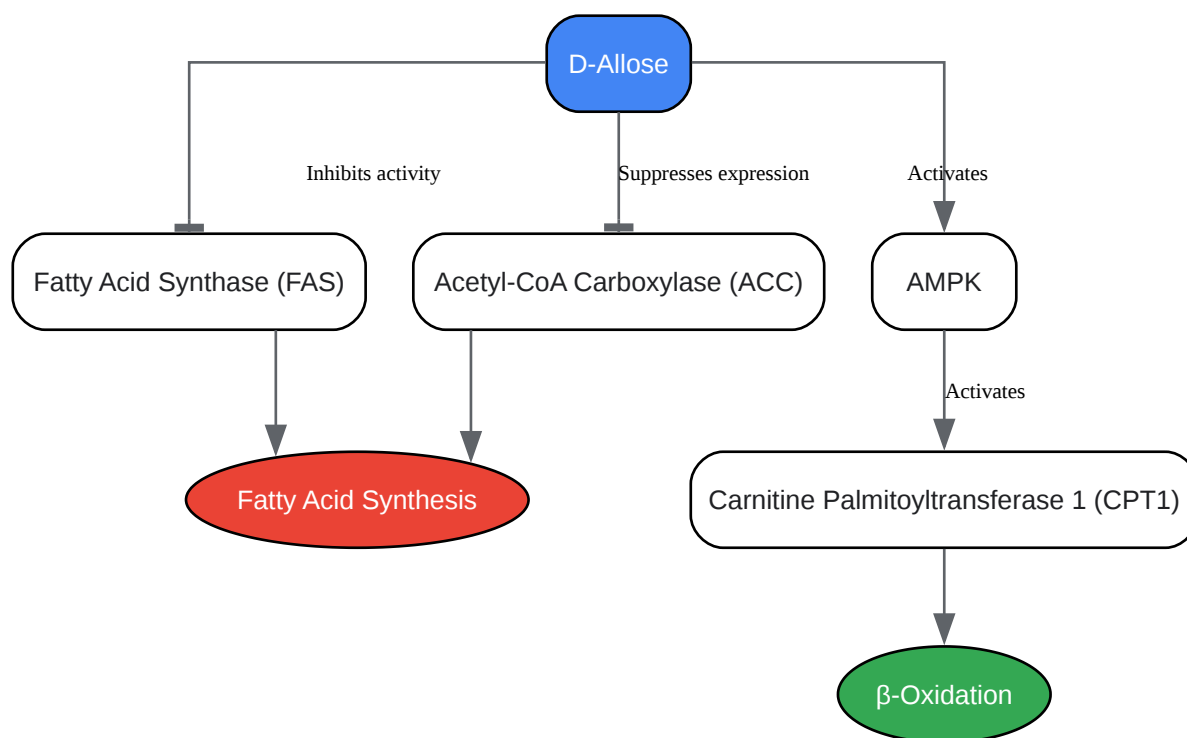 D-Allose
Inhibits activity
Suppresses expression
Activates
Fatty Acid Synthase (FAS)
Acetyl-CoA Carboxylase (ACC)
AMPK
Activates
Fatty Acid Synthesis
Carnitine Palmitoyltransferase 1 (CPT1)
β-Oxidation